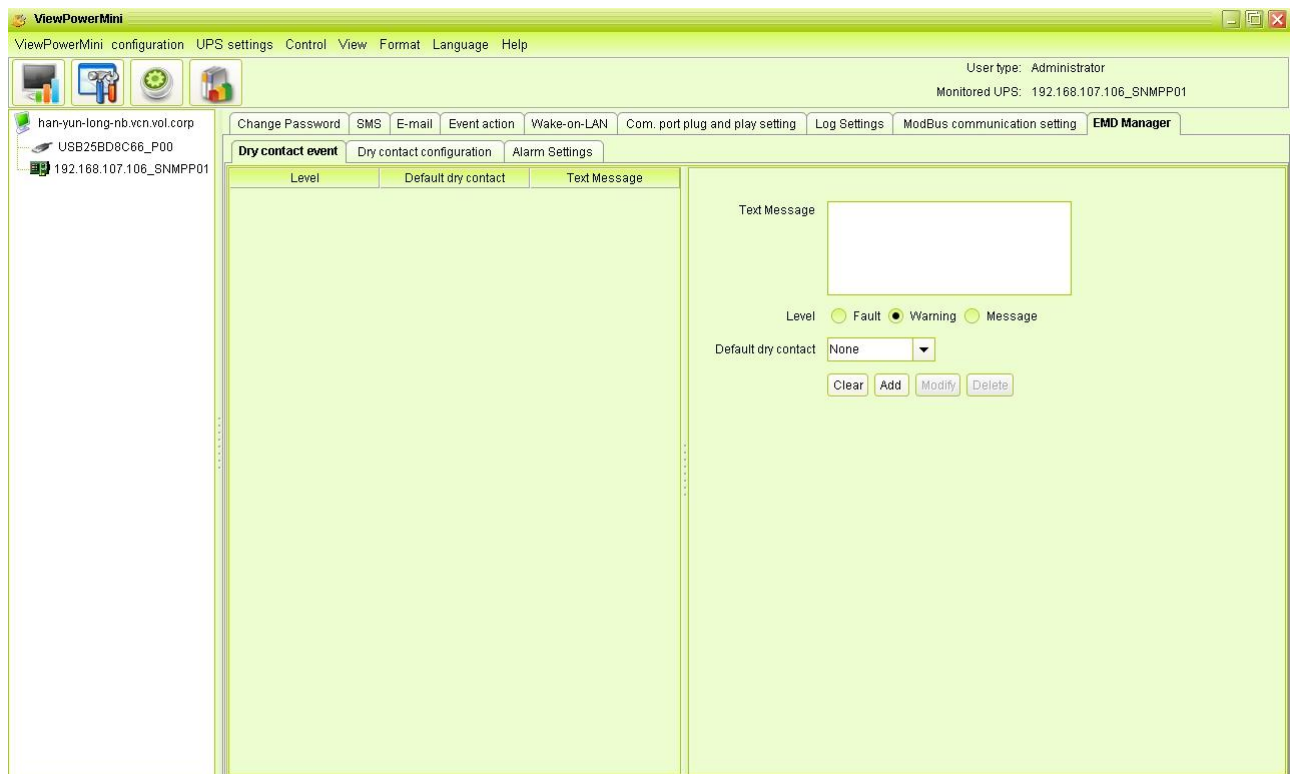 ViewPowerMini
ViewPowerMini configuration UPS settings Control View Format Language Help
User type: Administrator
Monitored UPS: 192.168.107.106_SNMPP01
han-yun-long-nb.vcn.vol.corp
USB25BD8C66_P00
192.168.107.106_SNMPP01
Change Password SMS E-mail Event action Wake-on-LAN Com. port plug and play setting Log Settings ModBus communication setting EMD Manager
Dry contact event Dry contact configuration Alarm Settings
Level Default dry contact Text Message
Text Message
Level Fault Warning Message
Default dry contact None
Clear Add Modify Delete